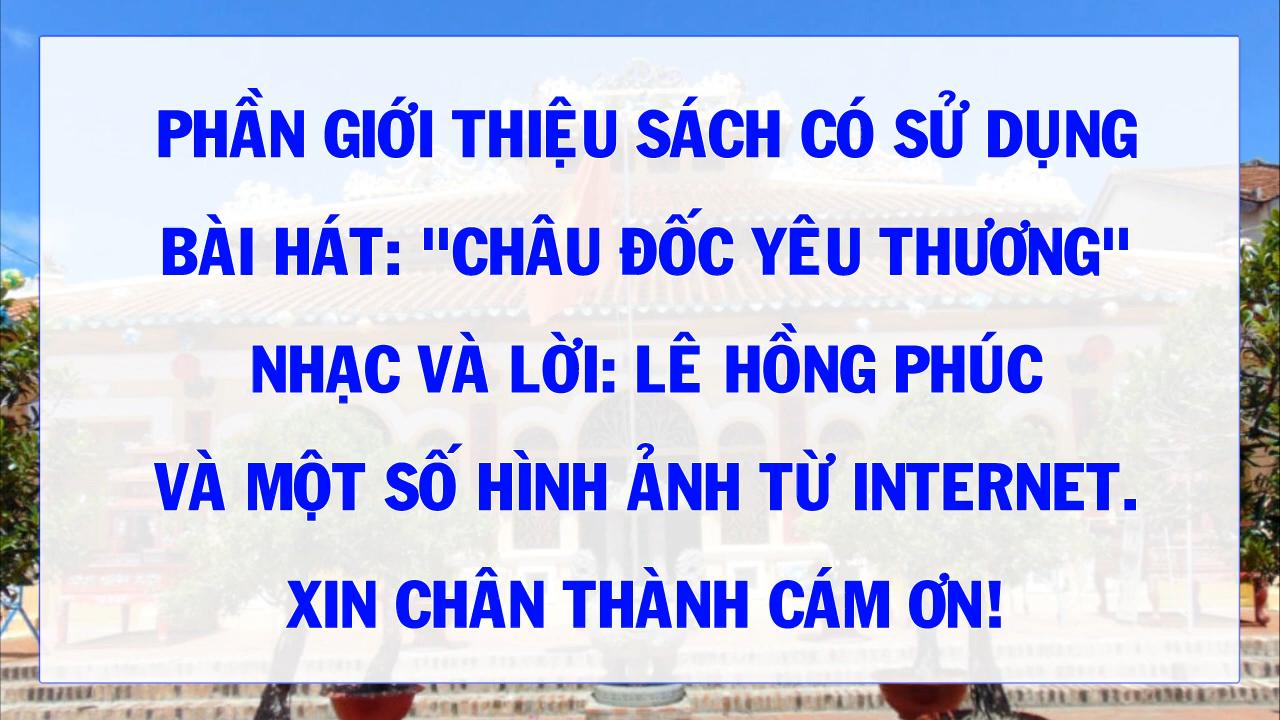 PHẦN GIỚI THIỆU SÁCH CÓ SỬ DỤNG
BÀI HÁT: "CHÂU ĐỐC YÊU THƯƠNG"
NHẠC VÀ LỜI: LÊ HỒNG PHÚC
VÀ MỘT SỐ HÌNH ẢNH TỪ INTERNET.
XIN CHÂN THÀNH CÁM ƠN!